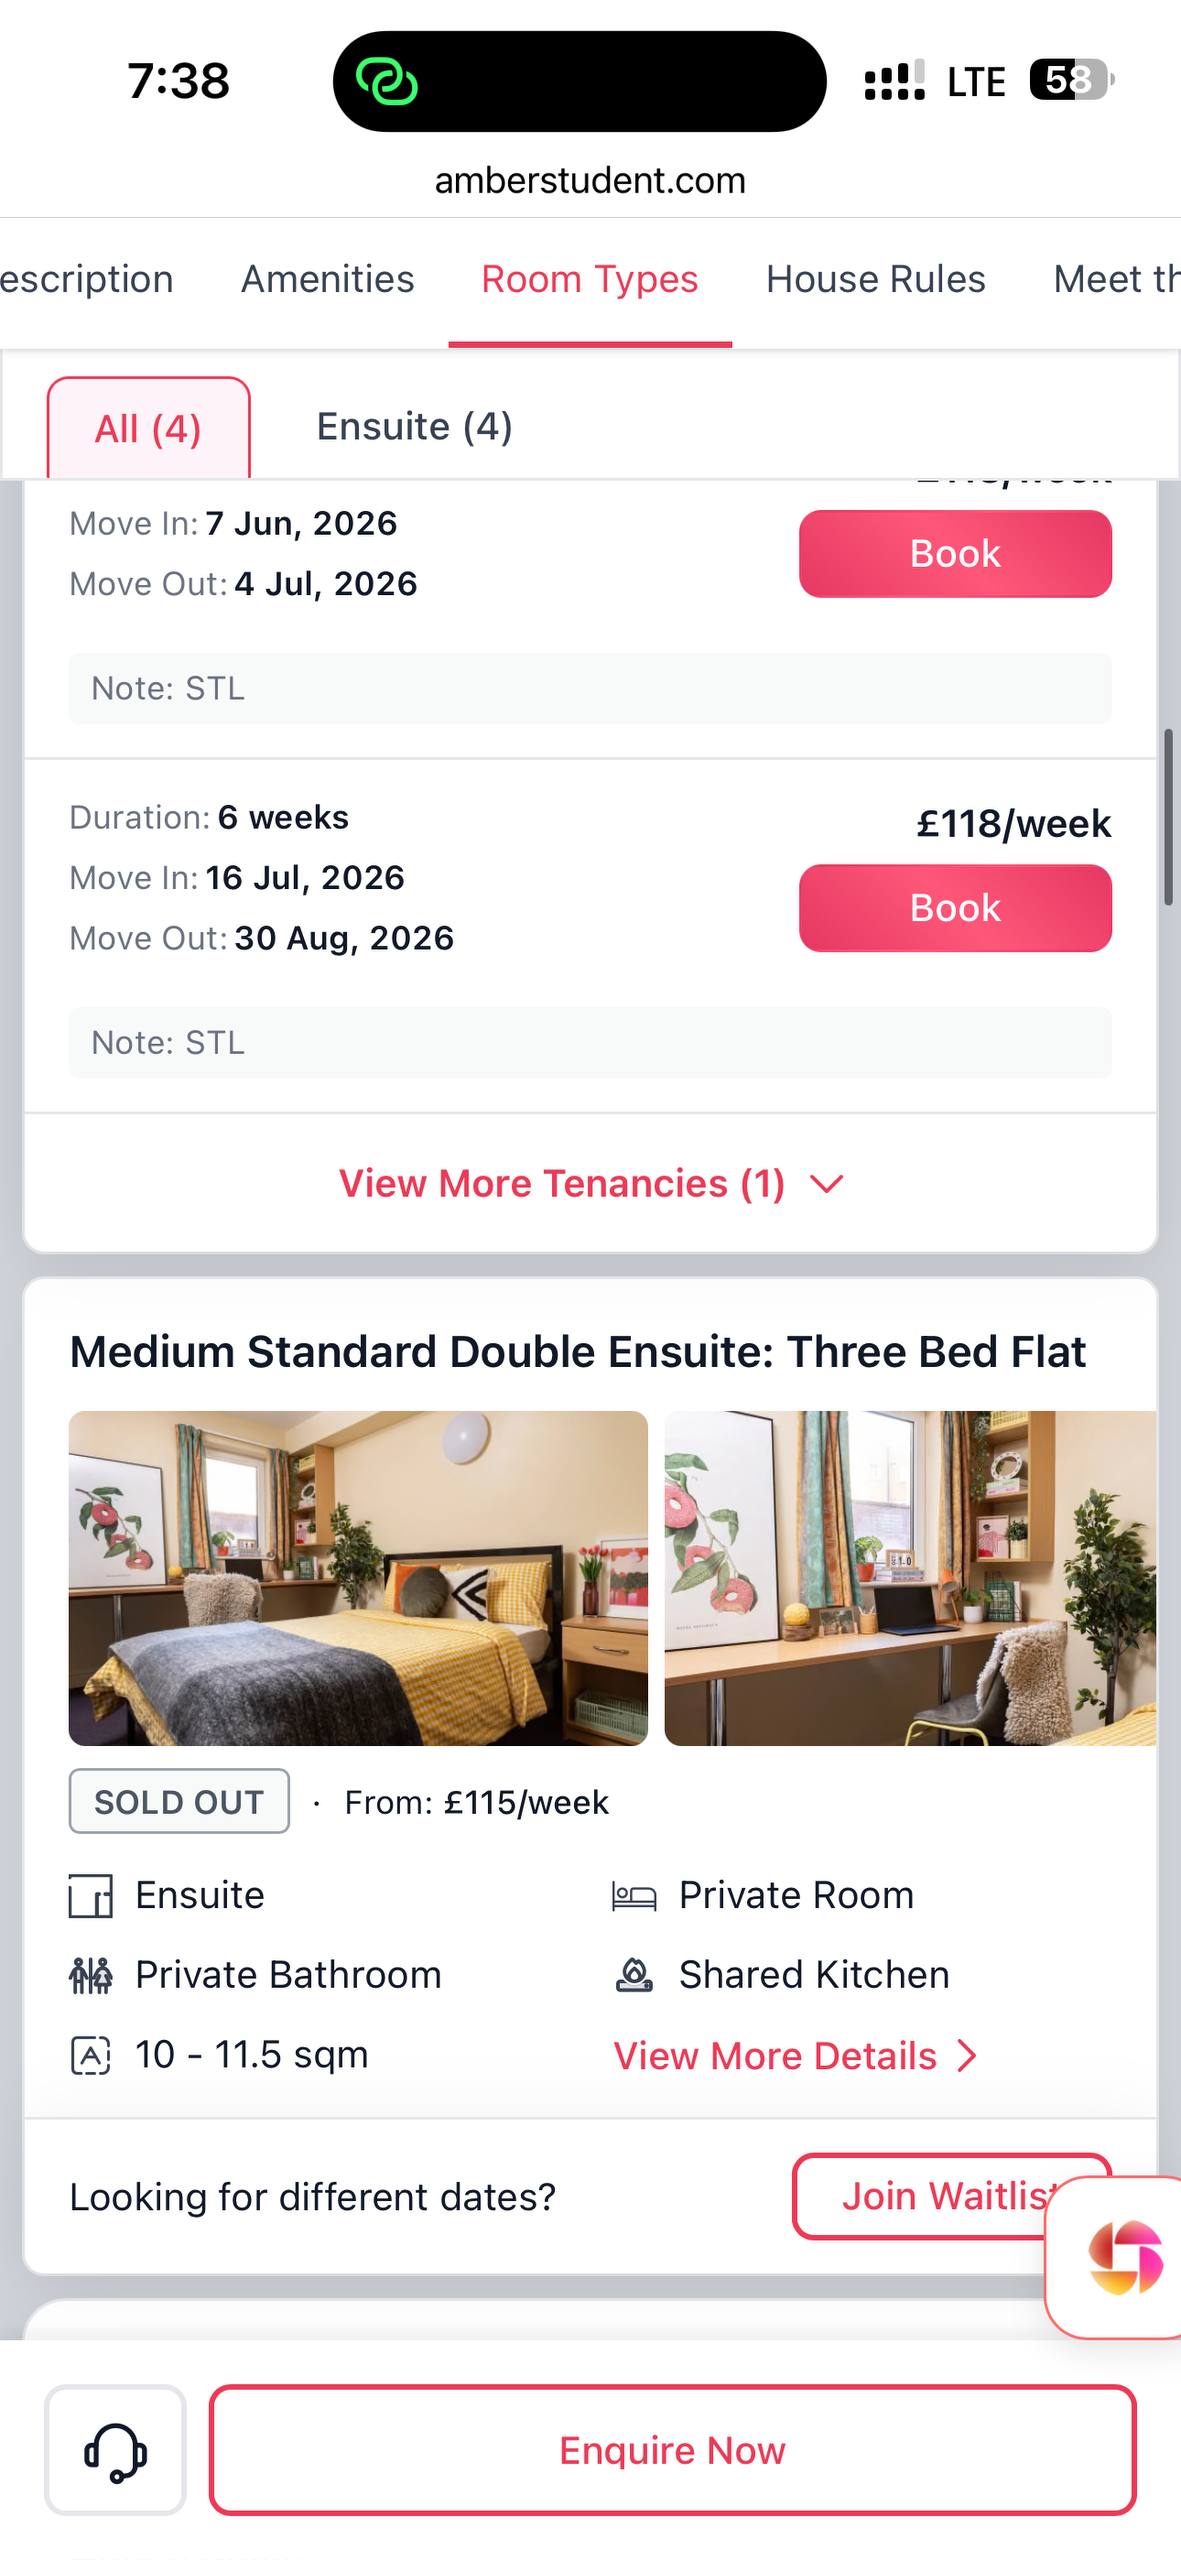 7:38
LTE
58
amberstudent.com
escription
Amenities
Room Types
House Rules
Meet th
All (4)
Ensuite (4)
Move In: 7 Jun, 2026
Book
Move Out: 4 Jul, 2026
Note: STL
Duration: 6 weeks
£118/week
Move In: 16 Jul, 2026
Book
Move Out: 30 Aug, 2026
Note: STL
View More Tenancies (1)
Medium Standard Double Ensuite: Three Bed Flat
SOLD OUT · From: £115/week
Ensuite
Private Room
Private Bathroom
Shared Kitchen
10 - 11.5 sqm
View More Details
Looking for different dates?
Join Waitlist
Enquire Now